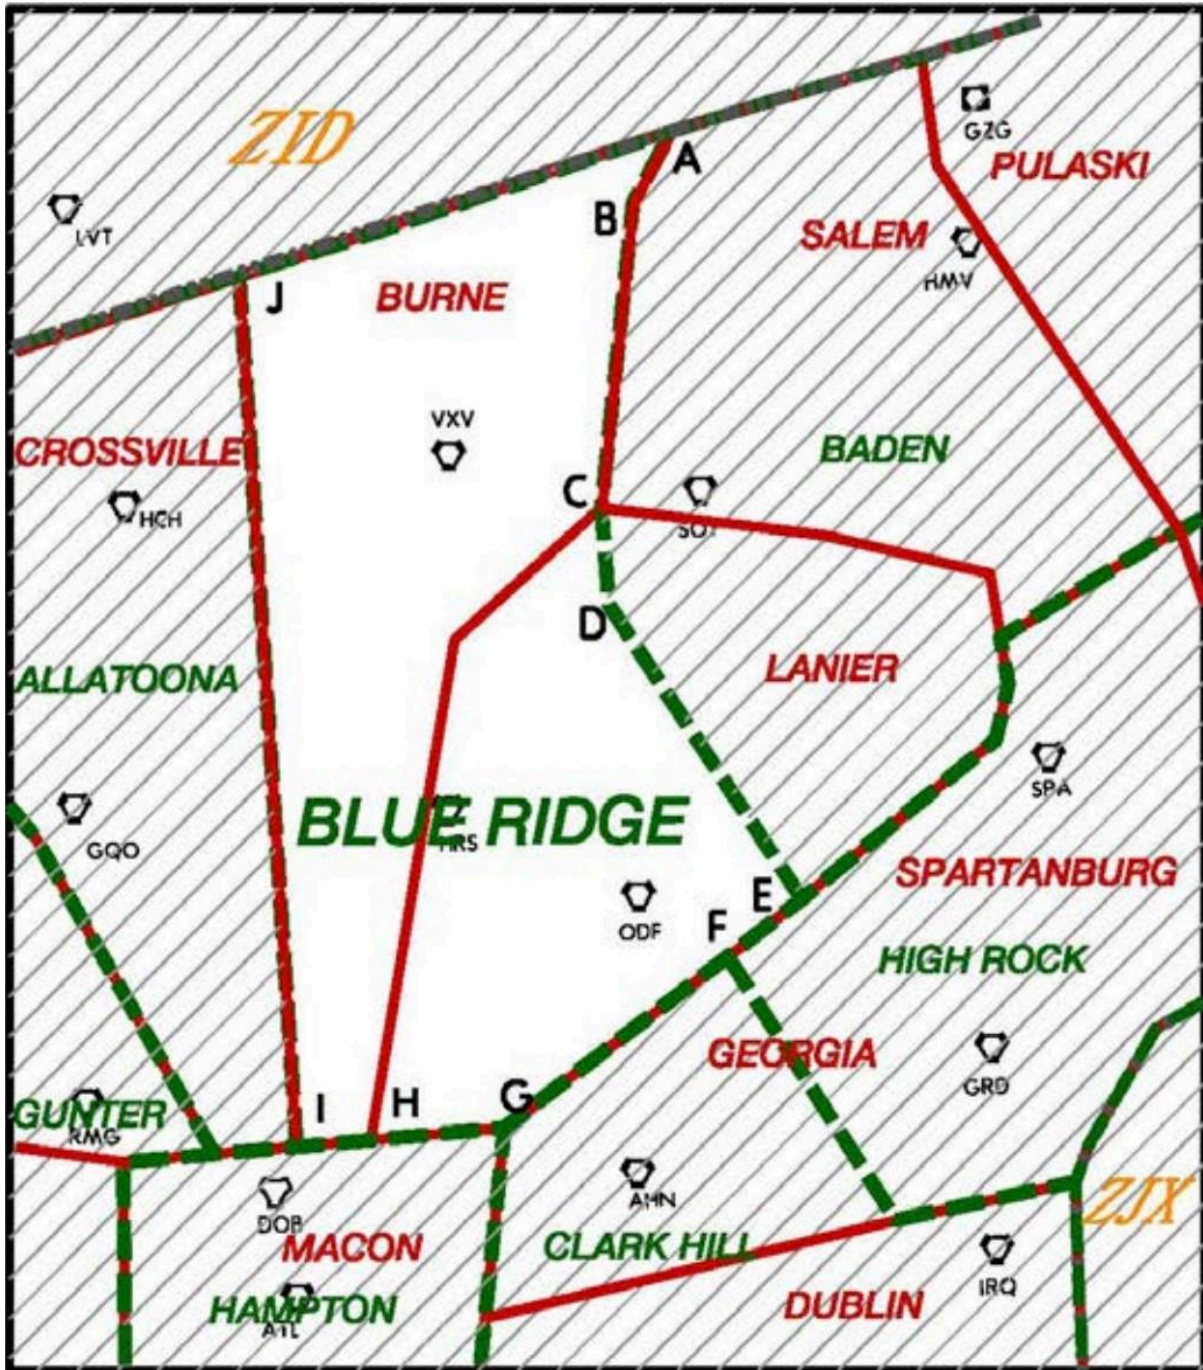 GZG
ZID
A
PULASKI
LVT
B
SALEM
HMV
J
BURNE
VXV
CROSSVILLE
BADEN
C
HCH
D
LANIER
ALLATOONA
SPA
BLUE RIDGE
GQO
HRS
SPARTANBURG
E
F
ODF
HIGH ROCK
GEORGIA
GRD
I
H
G
GUNTER
RMG
AHN
ZJX
DOB
MACON
CLARK HILL
IRQ
HAMPTON
DUBLIN
ATL